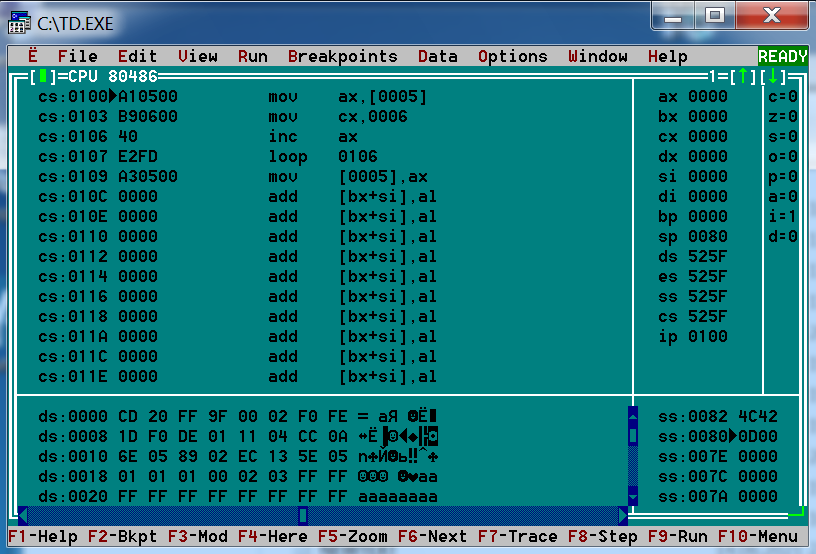 C:\TD.EXE
Ë File Edit View Run Breakpoints Data Options Window Help READY
[▮]=CPU 80486 1=[↑][↓]
cs:0100▶A10500 mov ax,[0005] ax 0000 c=0
cs:0103 B90600 mov cx,0006 bx 0000 z=0
cs:0106 40 inc ax cx 0000 s=0
cs:0107 E2FD loop 0106 dx 0000 o=0
cs:0109 A30500 mov [0005],ax si 0000 p=0
cs:010C 0000 add [bx+si],al di 0000 a=0
cs:010E 0000 add [bx+si],al bp 0000 i=1
cs:0110 0000 add [bx+si],al sp 0080 d=0
cs:0112 0000 add [bx+si],al ds 525F
cs:0114 0000 add [bx+si],al es 525F
cs:0116 0000 add [bx+si],al ss 525F
cs:0118 0000 add [bx+si],al cs 525F
cs:011A 0000 add [bx+si],al ip 0100
cs:011C 0000 add [bx+si],al
cs:011E 0000 add [bx+si],al
ds:0000 CD 20 FF 9F 00 02 F0 FE = aЯ ☻Ё▮ ss:0082 4C42
ds:0008 1D F0 DE 01 11 04 CC 0A ss:0080▶0D00
ds:0010 6E 05 89 02 EC 13 5E 05 n♣Й☻ь‼^♣ ss:007E 0000
ds:0018 01 01 01 00 02 03 FF FF ☺☺☺ ☻♥aa ss:007C 0000
ds:0020 FF FF FF FF FF FF FF FF aaaaaaaa ss:007A 0000
F1-Help F2-Bkpt F3-Mod F4-Here F5-Zoom F6-Next F7-Trace F8-Step F9-Run F10-Menu